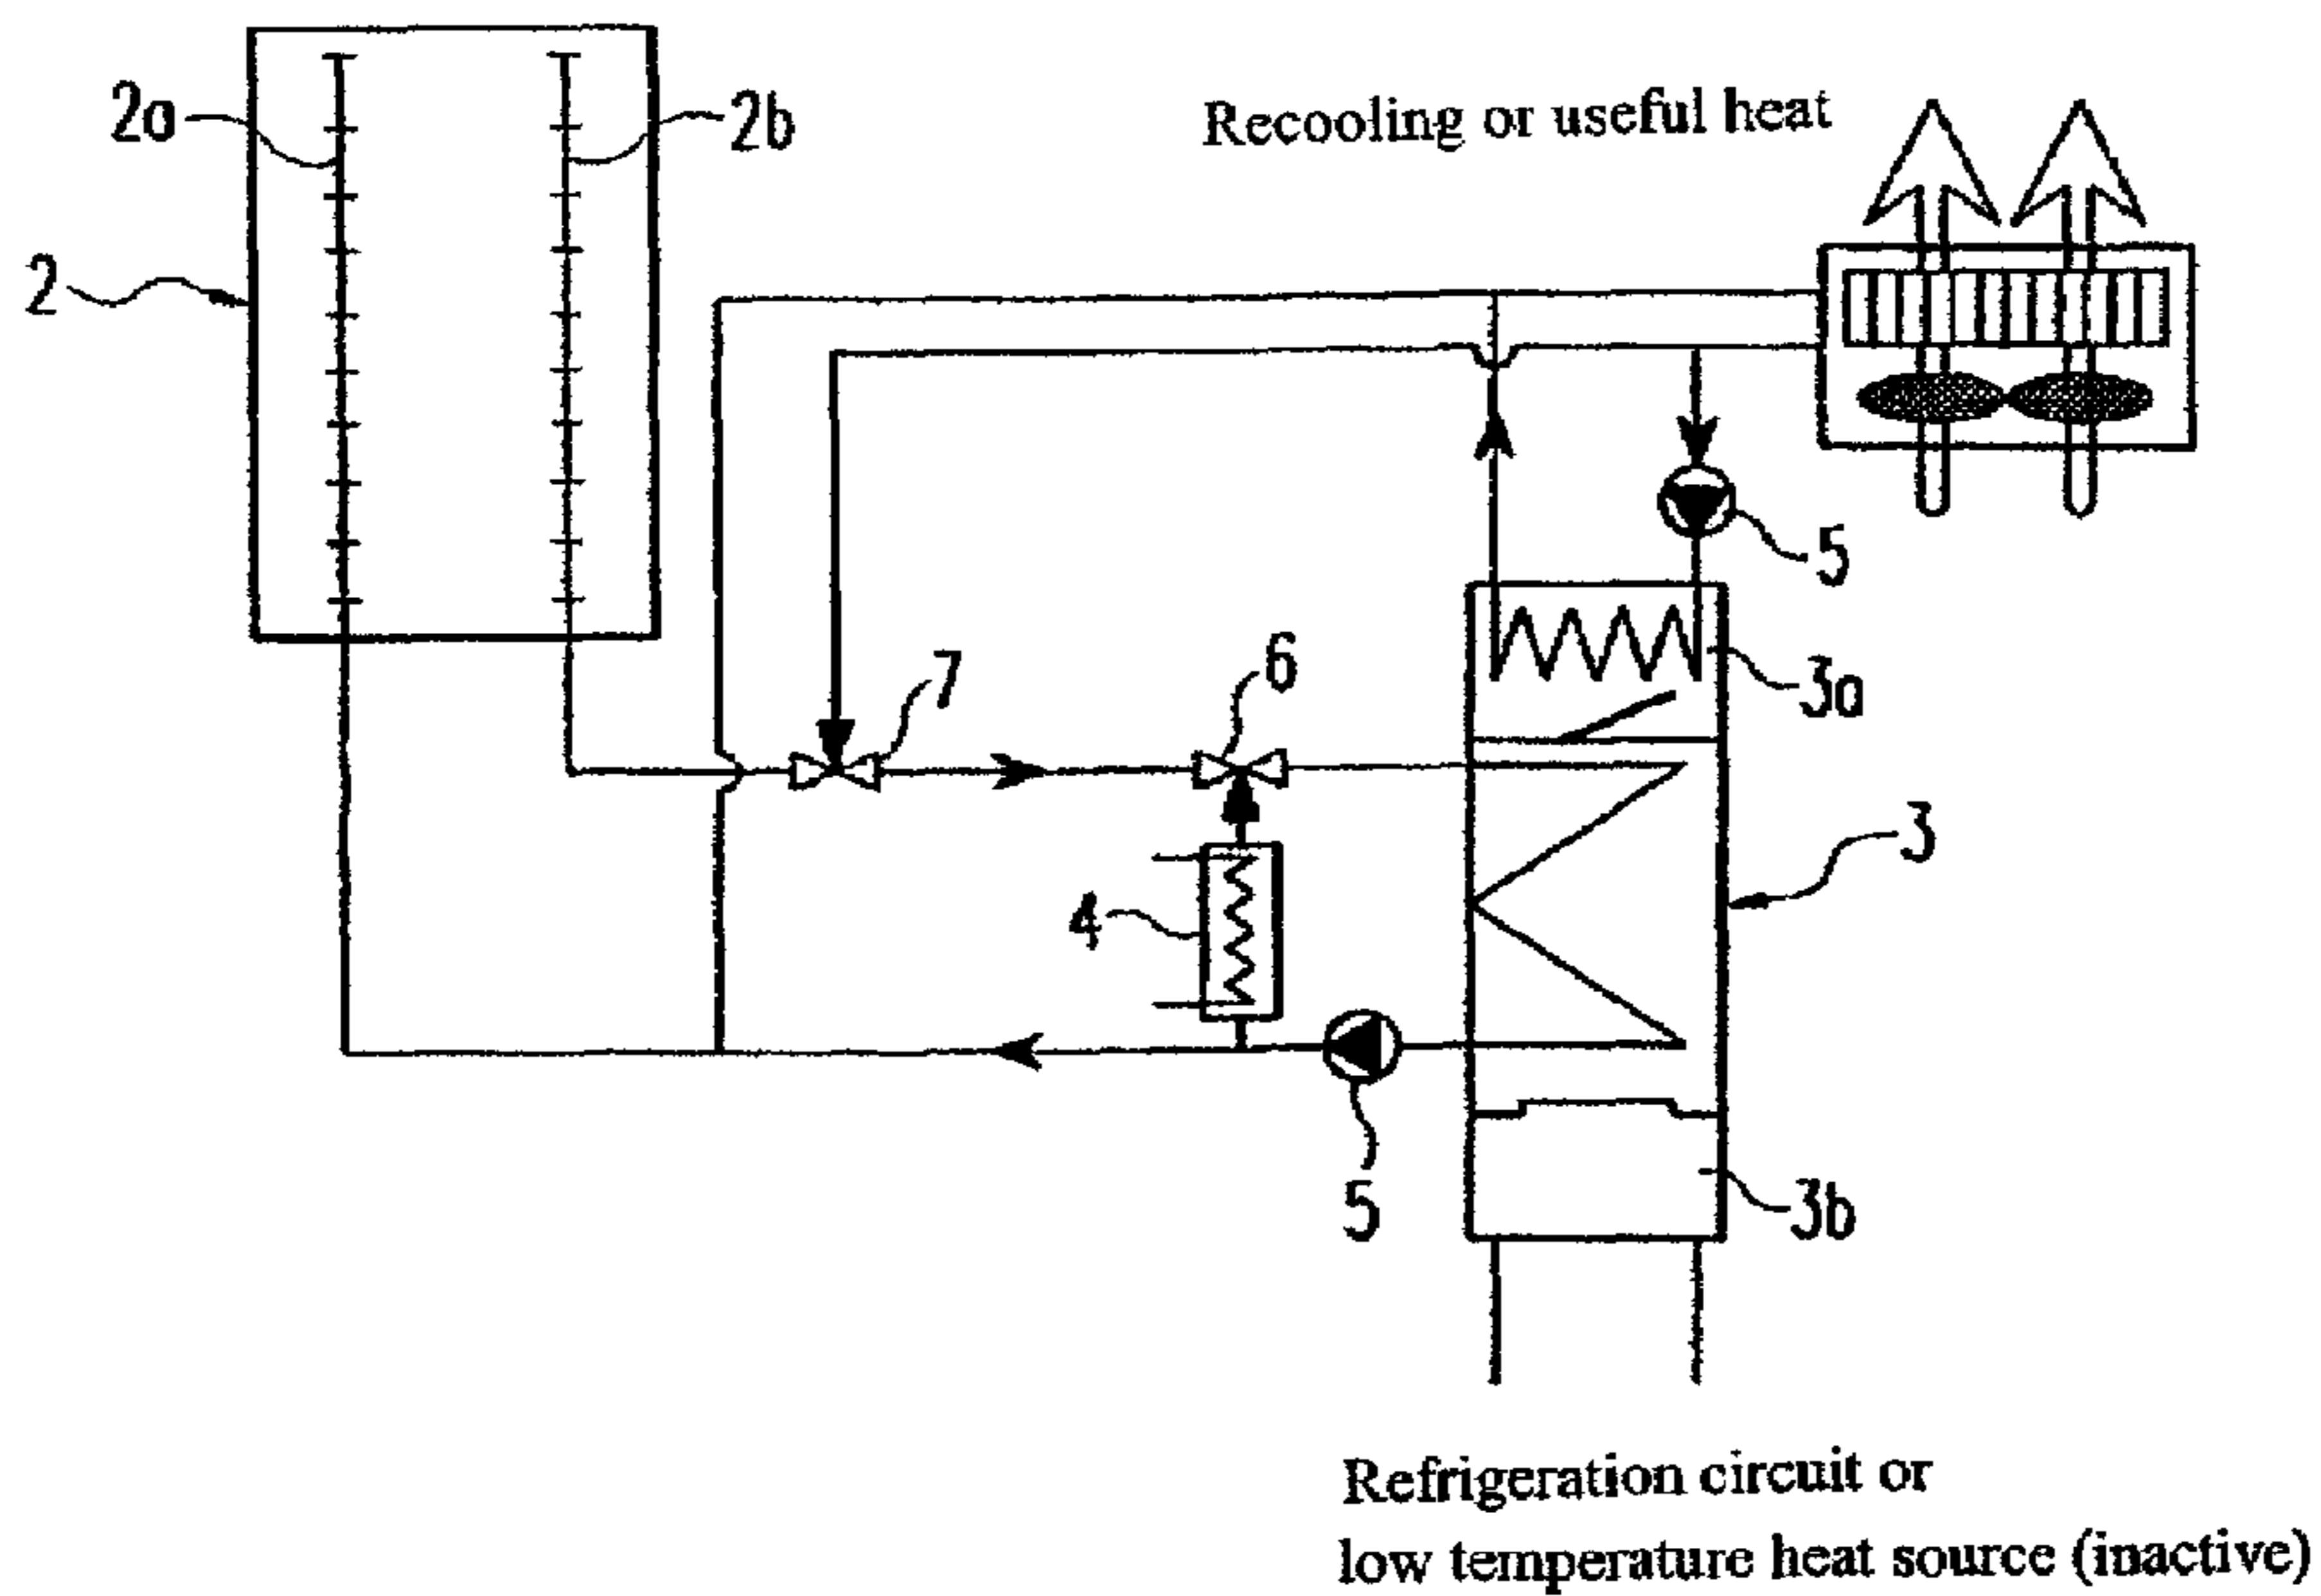 2a
2b
Recooling or useful heat
2
5
6
7
3a
3
4
5
3b
Refrigeration circuit or
low temperature heat source (inactive)